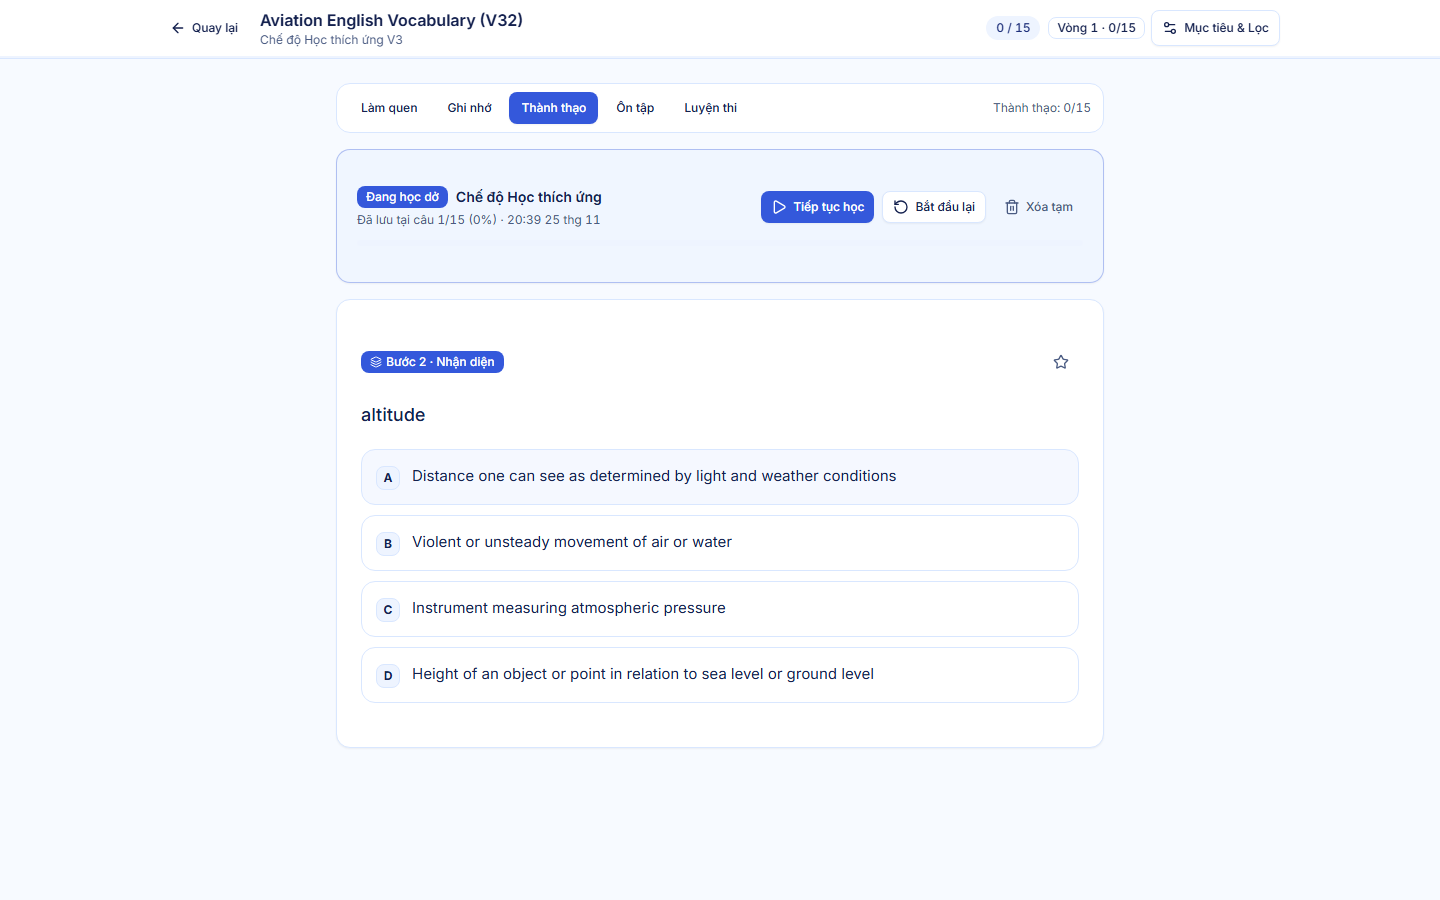 Quay lại
Aviation English Vocabulary (V32)
Chế độ Học thích ứng V3
0 / 15
Vòng 1 · 0/15
Mục tiêu & Lọc
Làm quen
Ghi nhớ
Thành thạo
Ôn tập
Luyện thi
Thành thạo: 0/15
Đang học dở
Chế độ Học thích ứng
Đã lưu tại câu 1/15 (0%) · 20:39 25 thg 11
Tiếp tục học
Bắt đầu lại
Xóa tạm
Bước 2 · Nhận diện
altitude
A Distance one can see as determined by light and weather conditions
B Violent or unsteady movement of air or water
C Instrument measuring atmospheric pressure
D Height of an object or point in relation to sea level or ground level